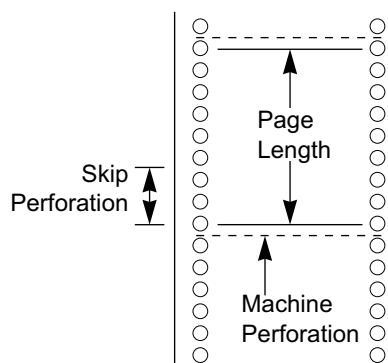 Page
Length
Skip
Perforation
Machine
Perforation